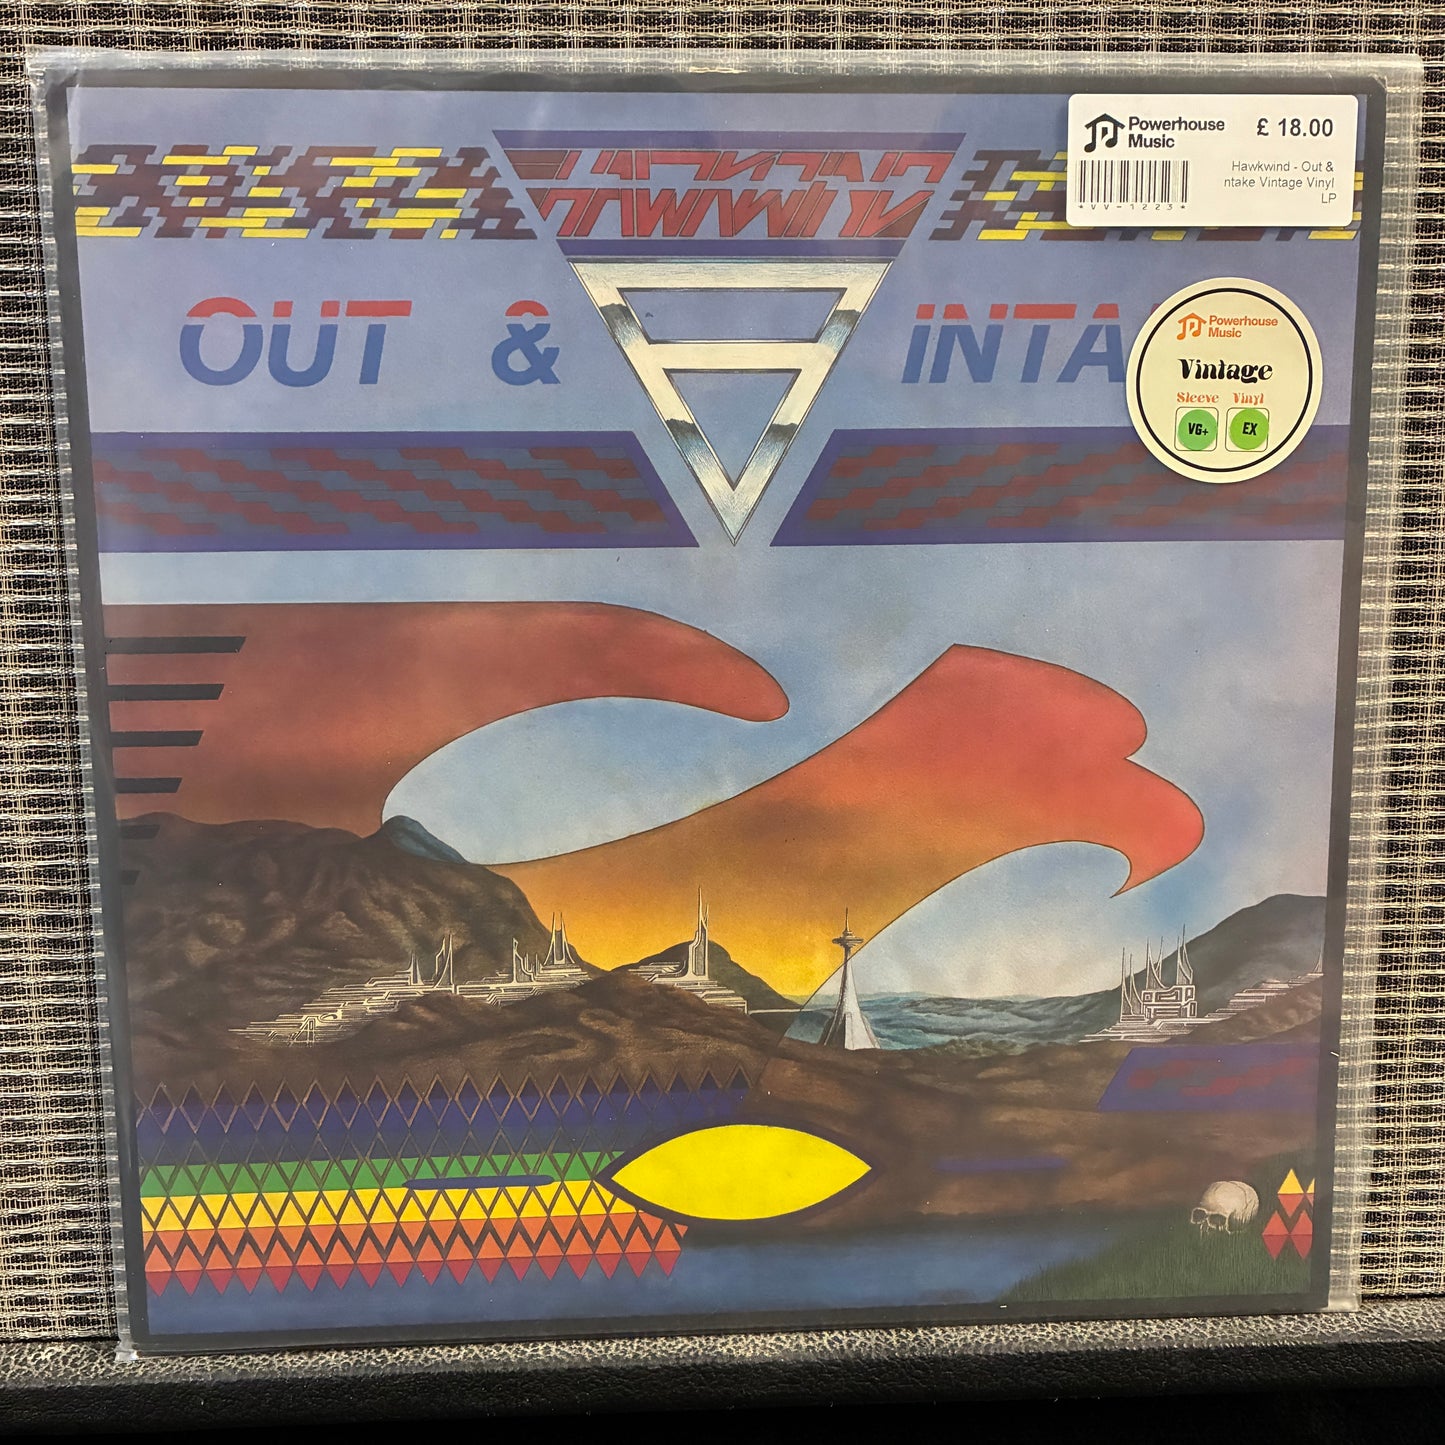 Powerhouse
Music
£ 18.00
Hawkwind - Out &
ntake Vintage Vinyl
LP
*VV-1223*
HAWKWIND
OUT & INTA
Powerhouse
Music
Vintage
Sleeve Vinyl
VG+ EX